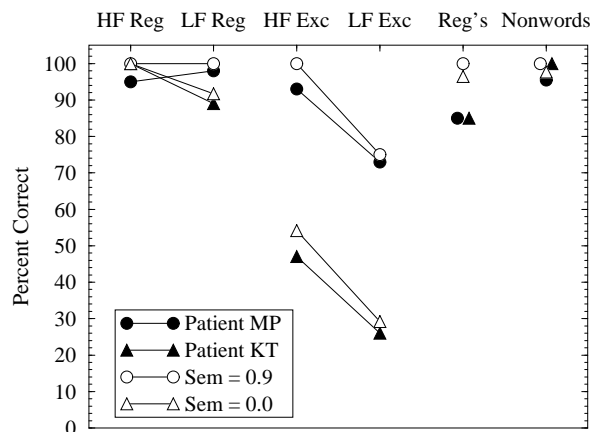 HF Reg LF Reg HF Exc LF Exc Reg's Nonwords
100
90
80
70
60
50
40
30
20
10
0
Percent Correct
Patient MP
Patient KT
Sem = 0.9
Sem = 0.0